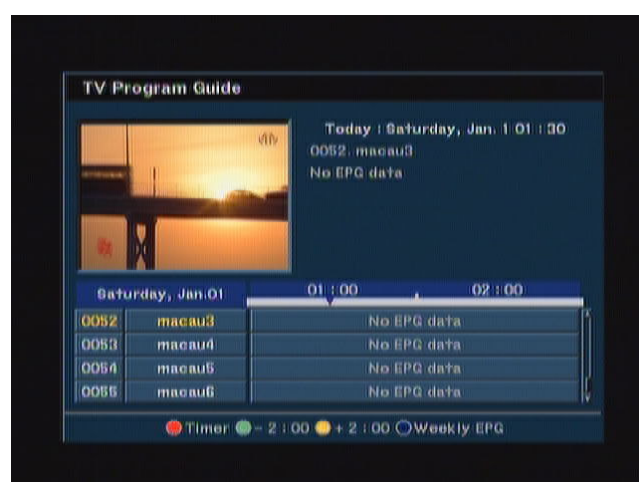 TV Program Guide
Today : Saturday, Jan. 1 01 : 30
0052. macau3
No EPG data
Saturday, Jan.01 01 : 00 02 : 00
0052 macau3 No EPG data
0053 macau4 No EPG data
0054 macau5 No EPG data
0055 macau6 No EPG data
Timer - 2 : 00 + 2 : 00 Weekly EPG